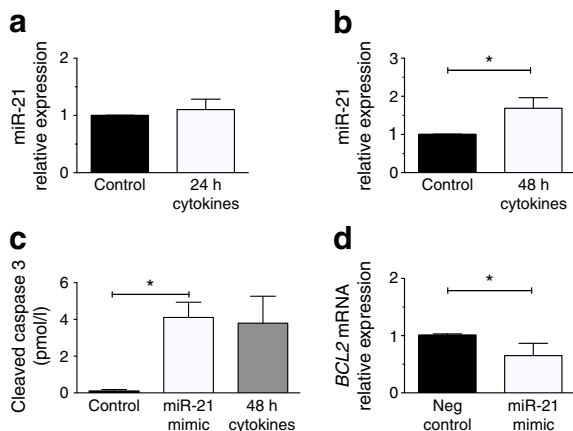 a
miR-21
relative expression
2
1
0
Control
24 h
cytokines
b
miR-21
relative expression
3
2
1
0
*
Control
48 h
cytokines
c
Cleaved caspase 3
(pmol/l)
6
4
2
0
*
Control
miR-21
mimic
48 h
cytokines
d
BCL2 mRNA
relative expression
2
1
0
*
Neg
control
miR-21
mimic